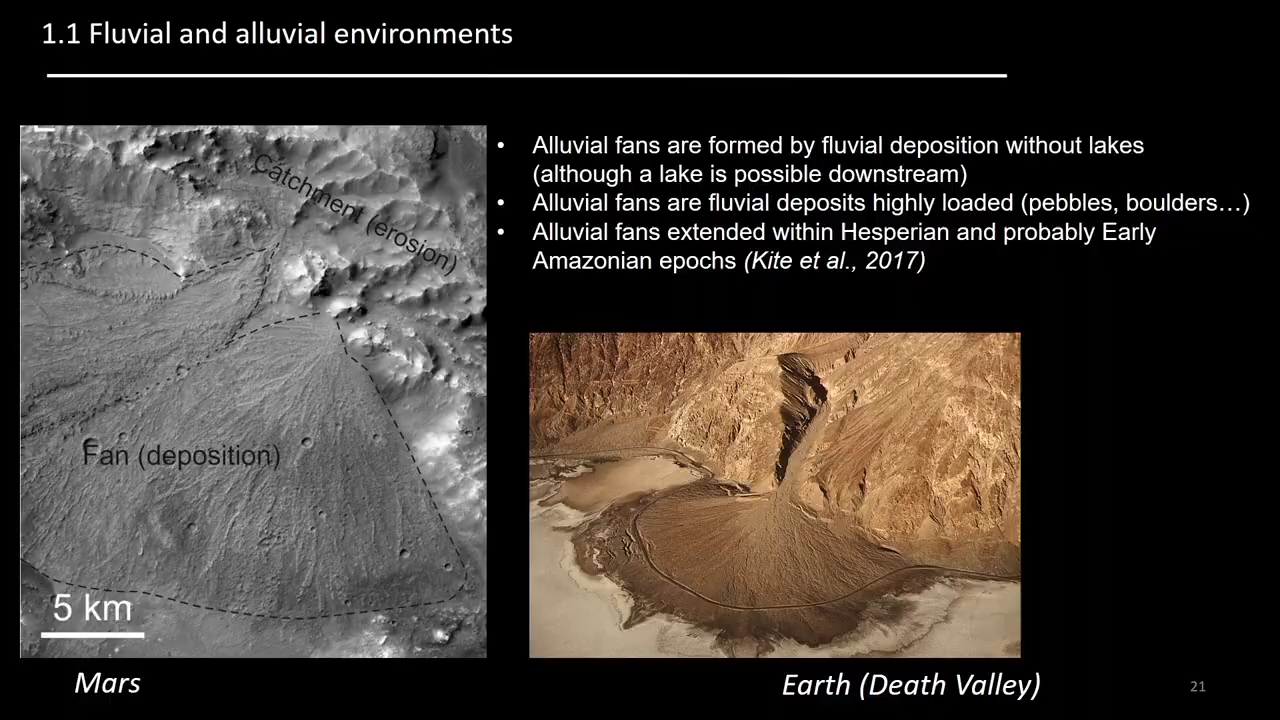 1.1 Fluvial and alluvial environments
Catchment (erosion)
Fan (deposition)
5 km
Mars
• Alluvial fans are formed by fluvial deposition without lakes
(although a lake is possible downstream)
• Alluvial fans are fluvial deposits highly loaded (pebbles, boulders…)
• Alluvial fans extended within Hesperian and probably Early
Amazonian epochs (Kite et al., 2017)
Earth (Death Valley)
21